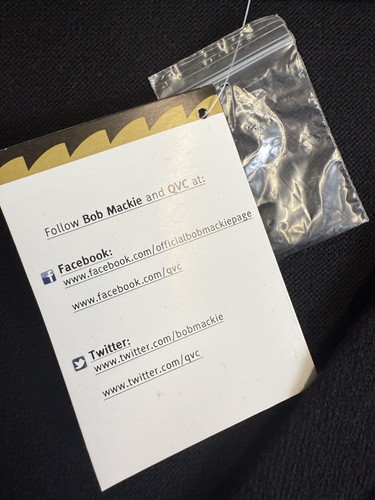 Follow Bob Mackie and QVC at:
Facebook:
www.facebook.com/officialbobmackiepage
www.facebook.com/qvc
Twitter:
www.twitter.com/bobmackie
www.twitter.com/qvc